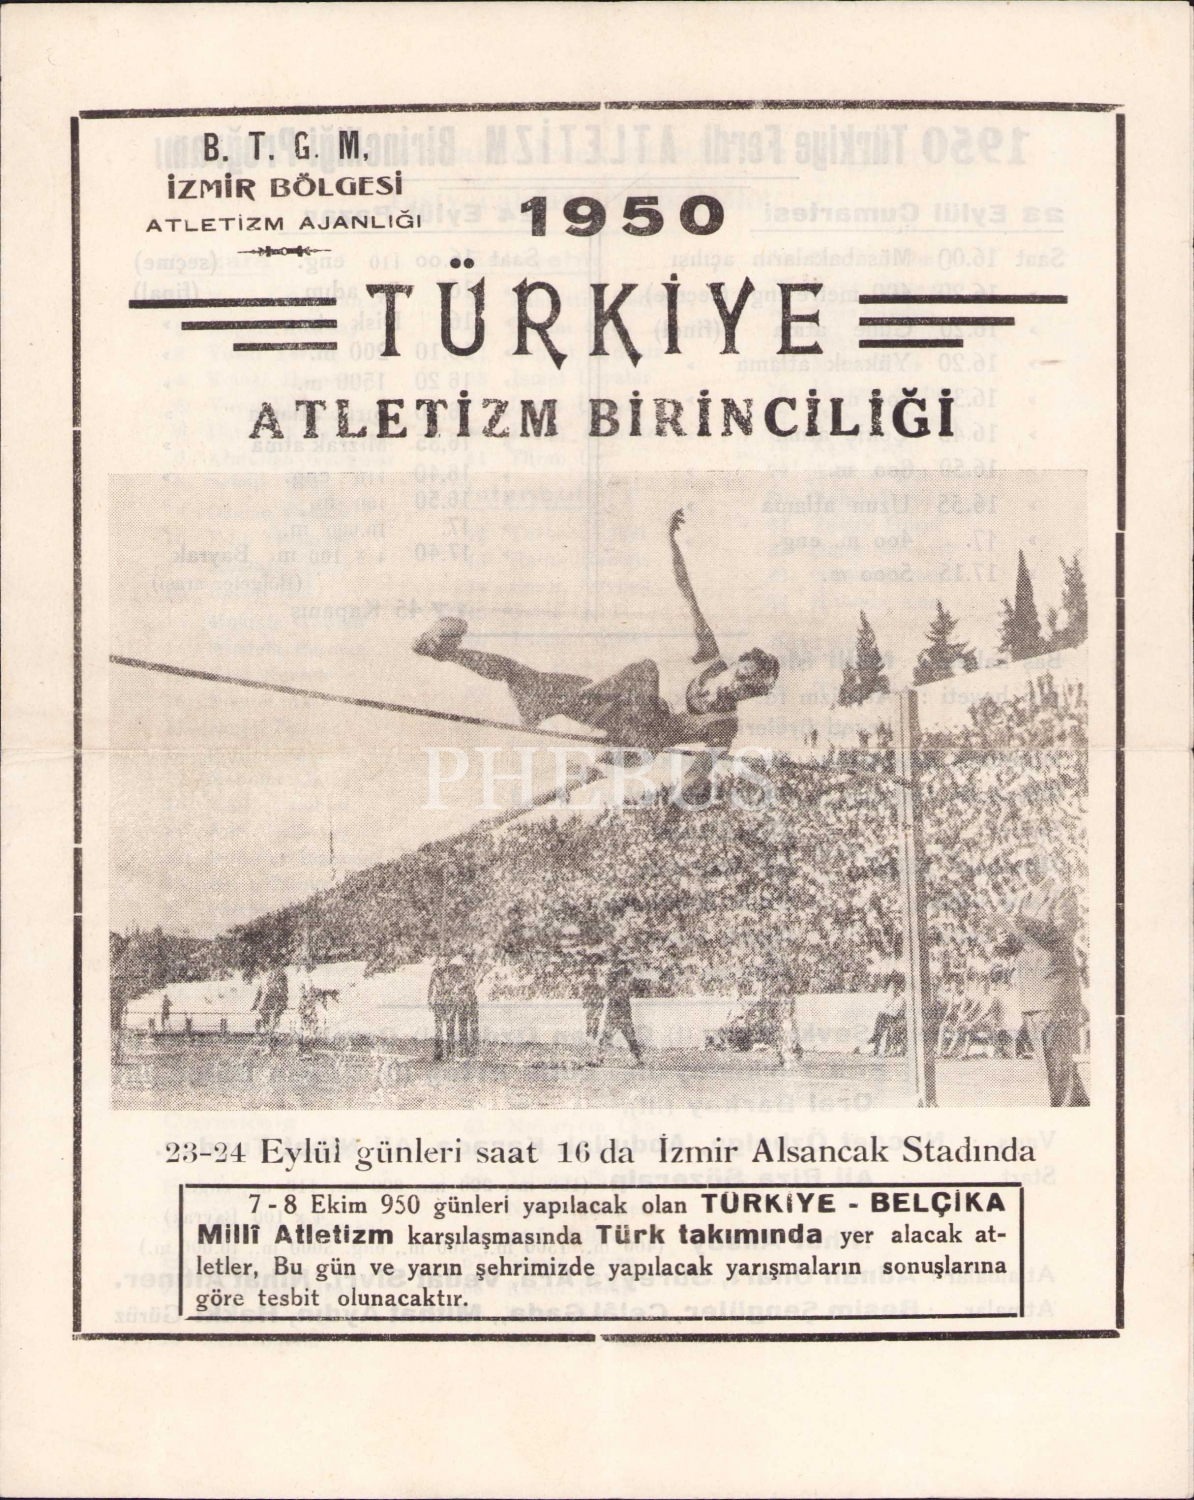 B. T. G. M,
İZMİR BÖLGESİ
ATLETİZM AJANLIĞI
1950
TÜRKİYE
ATLETİZM BİRİNCİLİĞİ
PHEBUS
23-24 Eylül günleri saat 16 da İzmir Alsancak Stadında
7-8 Ekim 950 günleri yapılacak olan TÜRKİYE - BELÇİKA
Millî Atletizm karşılaşmasında Türk takımında yer alacak at-
letler, Bu gün ve yarın şehrimizde yapılacak yarışmaların sonuşlarına
göre tesbit olunacaktır.